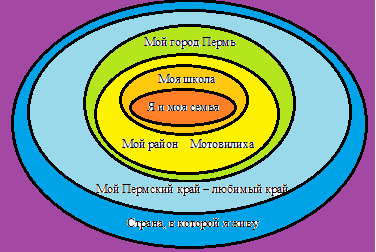 Мой город Пермь
Моя школа
Я и моя семья
Мой район Мотовилиха
Мой Пермский край – любимый край
Страна, в которой я живу